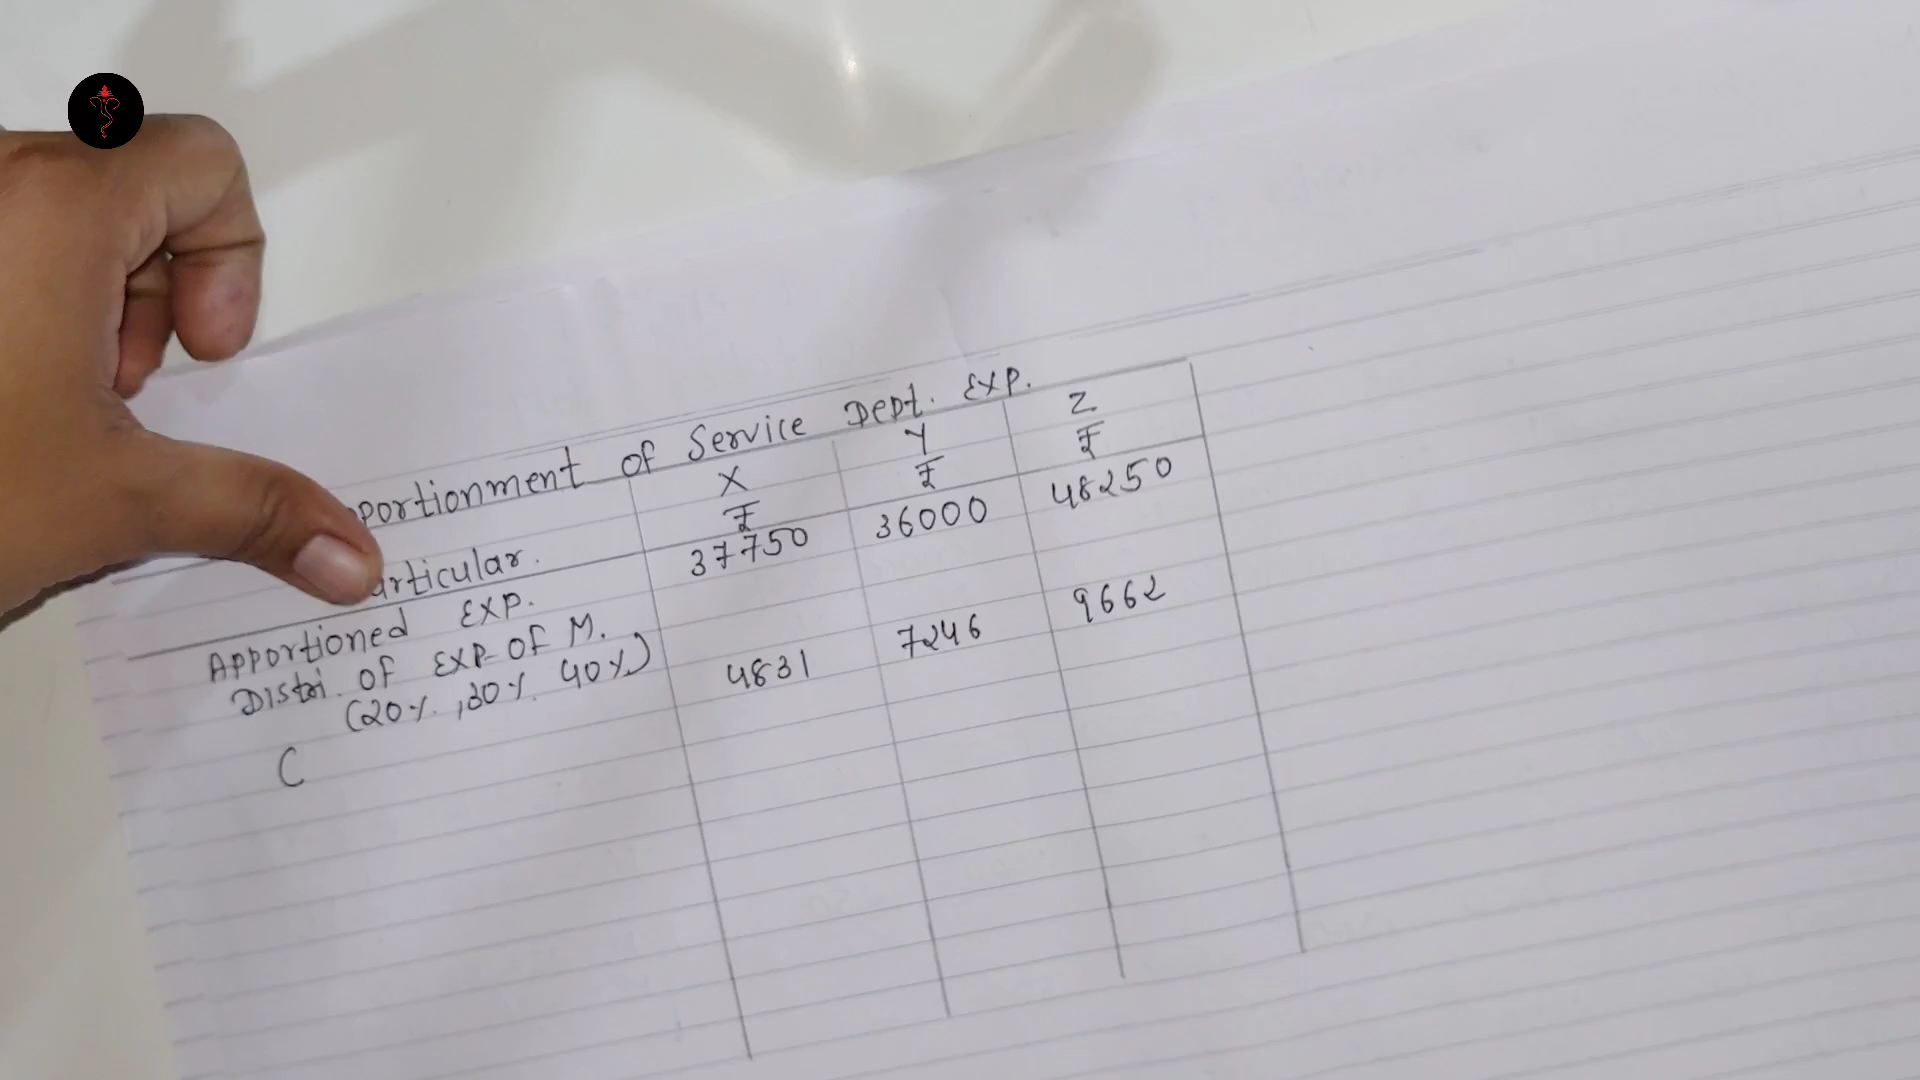 portionment of Service Dept. Exp.
articular. X Y Z
₹ ₹ ₹
Apportioned Exp. 37750 36000 48250
Distri. of Exp. of M.
(20%, 30% 40%) 4831 7246 9662
C